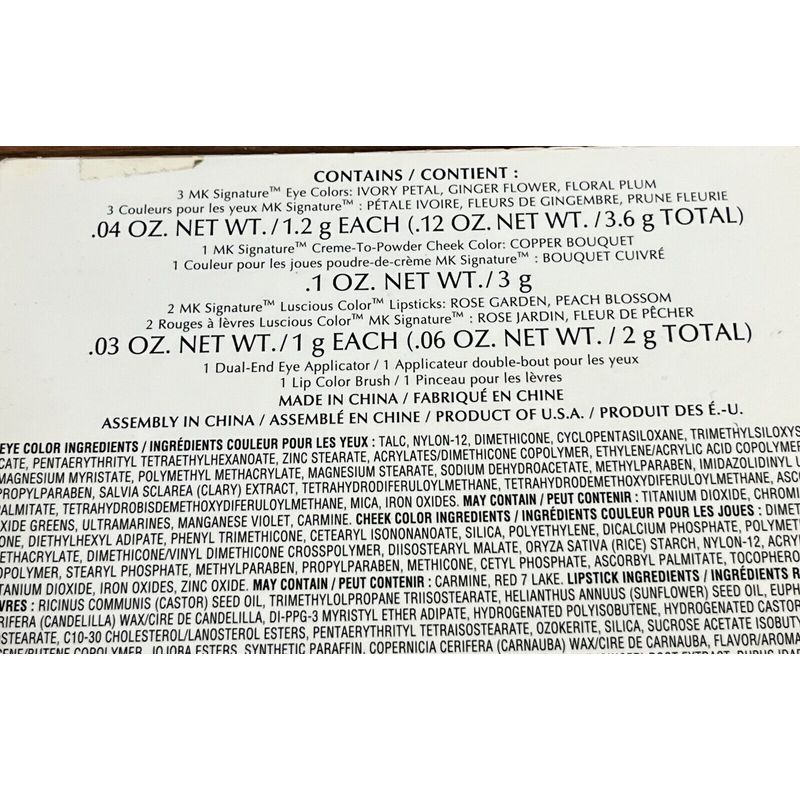 CONTAINS / CONTIENT :
3 MK Signature™ Eye Colors: IVORY PETAL, GINGER FLOWER, FLORAL PLUM
3 Couleurs pour les yeux MK Signature™ : PÉTALE IVOIRE, FLEURS DE GINGEMBRE, PRUNE FLEURIE
.04 OZ. NET WT. / 1.2 g EACH (.12 OZ. NET WT. / 3.6 g TOTAL)
1 MK Signature™ Creme-To-Powder Cheek Color: COPPER BOUQUET
1 Couleur pour les joues poudre-de-crème MK Signature™ : BOUQUET CUIVRÉ
.1 OZ. NET WT./ 3 g
2 MK Signature™ Luscious Color™ Lipsticks: ROSE GARDEN, PEACH BLOSSOM
2 Rouges à lèvres Luscious Color™ MK Signature™ : ROSE JARDIN, FLEUR DE PÊCHER
.03 OZ. NET WT./ 1 g EACH (.06 OZ. NET WT. / 2 g TOTAL)
1 Dual-End Eye Applicator / 1 Applicateur double-bout pour les yeux
1 Lip Color Brush / 1 Pinceau pour les lèvres
MADE IN CHINA / FABRIQUÉ EN CHINE
ASSEMBLY IN CHINA / ASSEMBLÉ EN CHINE / PRODUCT OF U.S.A. / PRODUIT DES É.-U.
EYE COLOR INGREDIENTS / INGRÉDIENTS COULEUR POUR LES YEUX : TALC, NYLON-12, DIMETHICONE, CYCLOPENTASILOXANE, TRIMETHYLSILOXYS
CATE, PENTAERYTHRITYL TETRAETHYLHEXANOATE, ZINC STEARATE, ACRYLATES/DIMETHICONE COPOLYMER, ETHYLENE/ACRYLIC ACID COPOLYMER
MAGNESIUM MYRISTATE, POLYMETHYL METHACRYLATE, MAGNESIUM STEARATE, SODIUM DEHYDROACETATE, METHYLPARABEN, IMIDAZOLIDINYL U
PROPYLPARABEN, SALVIA SCLAREA (CLARY) EXTRACT, TETRAHYDRODIFERULOYLMETHANE, TETRAHYDRODEMETHOXYDIFERULOYLMETHANE, ASC
PALMITATE, TETRAHYDROBISDEMETHOXYDIFERULOYLMETHANE, MICA, IRON OXIDES. MAY CONTAIN / PEUT CONTENIR : TITANIUM DIOXIDE, CHROMI
OXIDE GREENS, ULTRAMARINES, MANGANESE VIOLET, CARMINE. CHEEK COLOR INGREDIENTS / INGRÉDIENTS COULEUR POUR LES JOUES : DIMET
ONE, DIETHYLHEXYL ADIPATE, PHENYL TRIMETHICONE, CETEARYL ISONONANOATE, SILICA, POLYETHYLENE, DICALCIUM PHOSPHATE, POLYMET
METHACRYLATE, DIMETHICONE/VINYL DIMETHICONE CROSSPOLYMER, DIISOSTEARYL MALATE, ORYZA SATIVA (RICE) STARCH, NYLON-12, ACRY
OPOLYMER, STEARYL PHOSPHATE, METHYLPARABEN, PROPYLPARABEN, METHICONE, CETYL PHOSPHATE, ASCORBYL PALMITATE, TOCOPHERO
TANIUM DIOXIDE, IRON OXIDES, ZINC OXIDE. MAY CONTAIN / PEUT CONTENIR : CARMINE, RED 7 LAKE. LIPSTICK INGREDIENTS / INGRÉDIENTS R
VRES : RICINUS COMMUNIS (CASTOR) SEED OIL, TRIMETHYLOLPROPANE TRIISOSTEARATE, HELIANTHUS ANNUUS (SUNFLOWER) SEED OIL, EUPH
RIFERA (CANDELILLA) WAX/CIRE DE CANDELILLA, DI-PPG-3 MYRISTYL ETHER ADIPATE, HYDROGENATED POLYISOBUTENE, HYDROGENATED CASTOR
OSTEARATE, C10-30 CHOLESTEROL/LANOSTEROL ESTERS, PENTAERYTHRITYL TETRAISOSTEARATE, OZOKERITE, SILICA, SUCROSE ACETATE ISOBUTY
ENE/BUTENE COPOLYMER, JOJOBA ESTERS, SYNTHETIC PARAFFIN, COPERNICIA CERIFERA (CARNAUBA) WAX/CIRE DE CARNAUBA, FLAVOR/AROMA